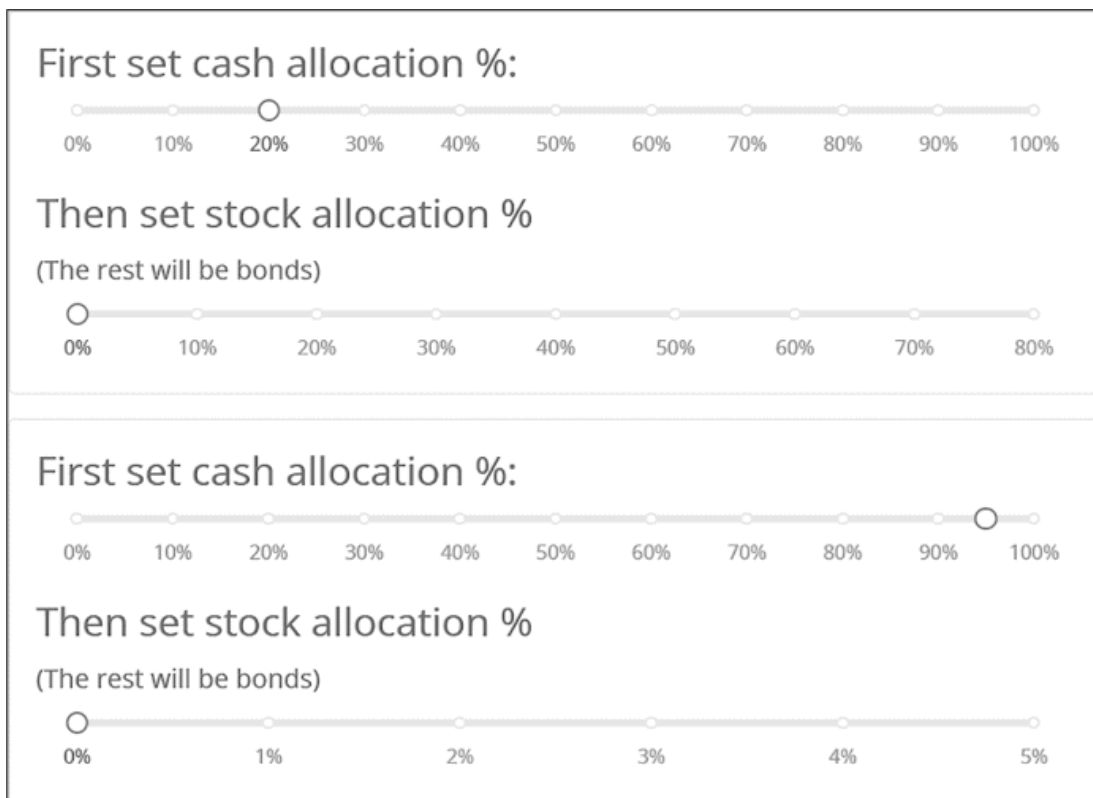 First set cash allocation %:
0% 10% 20% 30% 40% 50% 60% 70% 80% 90% 100%
Then set stock allocation %
(The rest will be bonds)
0% 10% 20% 30% 40% 50% 60% 70% 80%
First set cash allocation %:
0% 10% 20% 30% 40% 50% 60% 70% 80% 90% 100%
Then set stock allocation %
(The rest will be bonds)
0% 1% 2% 3% 4% 5%